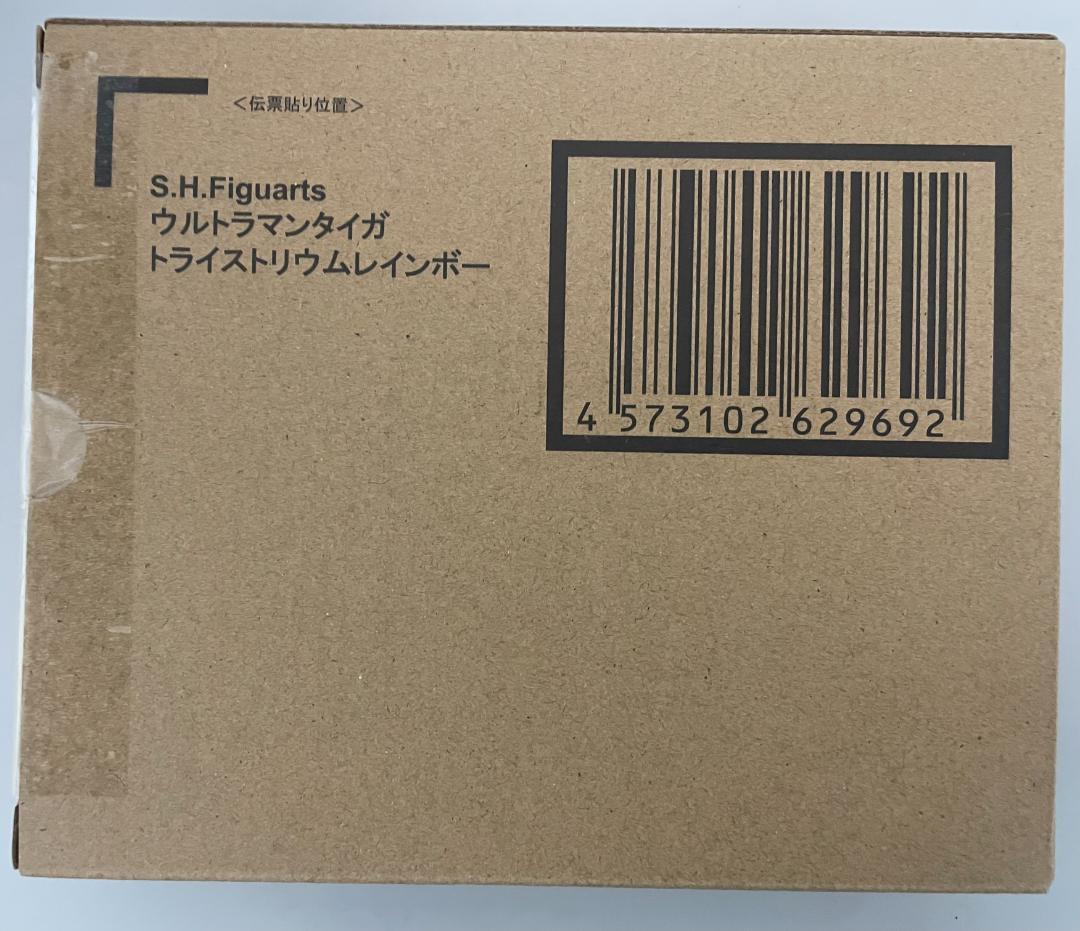 ＜伝票貼り位置＞
S.H.Figuarts
ウルトラマンタイガ
トライストリウムレインボー
4 573102 629692